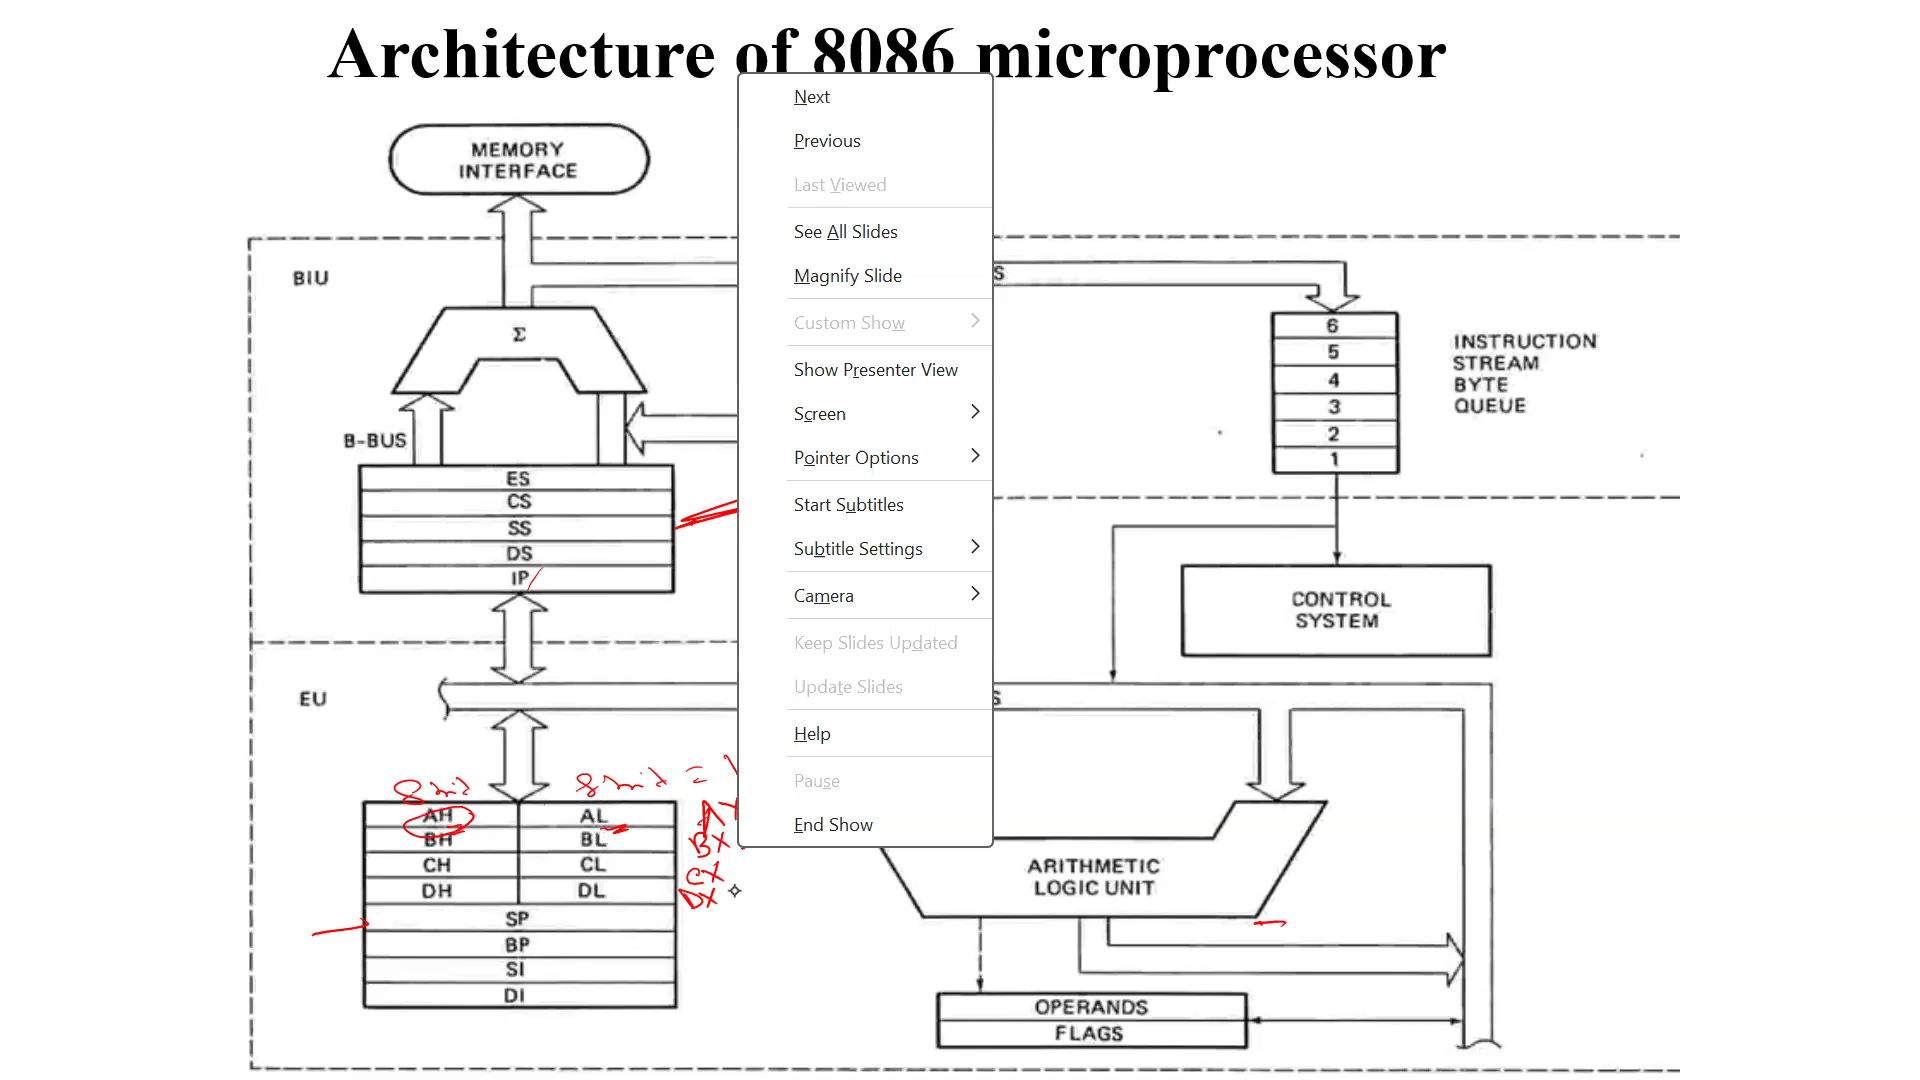 Architecture of 8086 microprocessor
MEMORY
INTERFACE
BIU
Σ
B-BUS
ES
CS
SS
DS
IP
EU
8 bit
8 bit =
AH
AL
BH
BL
BX
CH
CL
CX
DH
DL
DX
SP
BP
SI
DI
Next
Previous
Last Viewed
See All Slides
Magnify Slide
Custom Show
Show Presenter View
Screen
Pointer Options
Start Subtitles
Subtitle Settings
Camera
Keep Slides Updated
Update Slides
Help
Pause
End Show
S
6
5
4
3
2
1
INSTRUCTION
STREAM
BYTE
QUEUE
CONTROL
SYSTEM
S
ARITHMETIC
LOGIC UNIT
OPERANDS
FLAGS